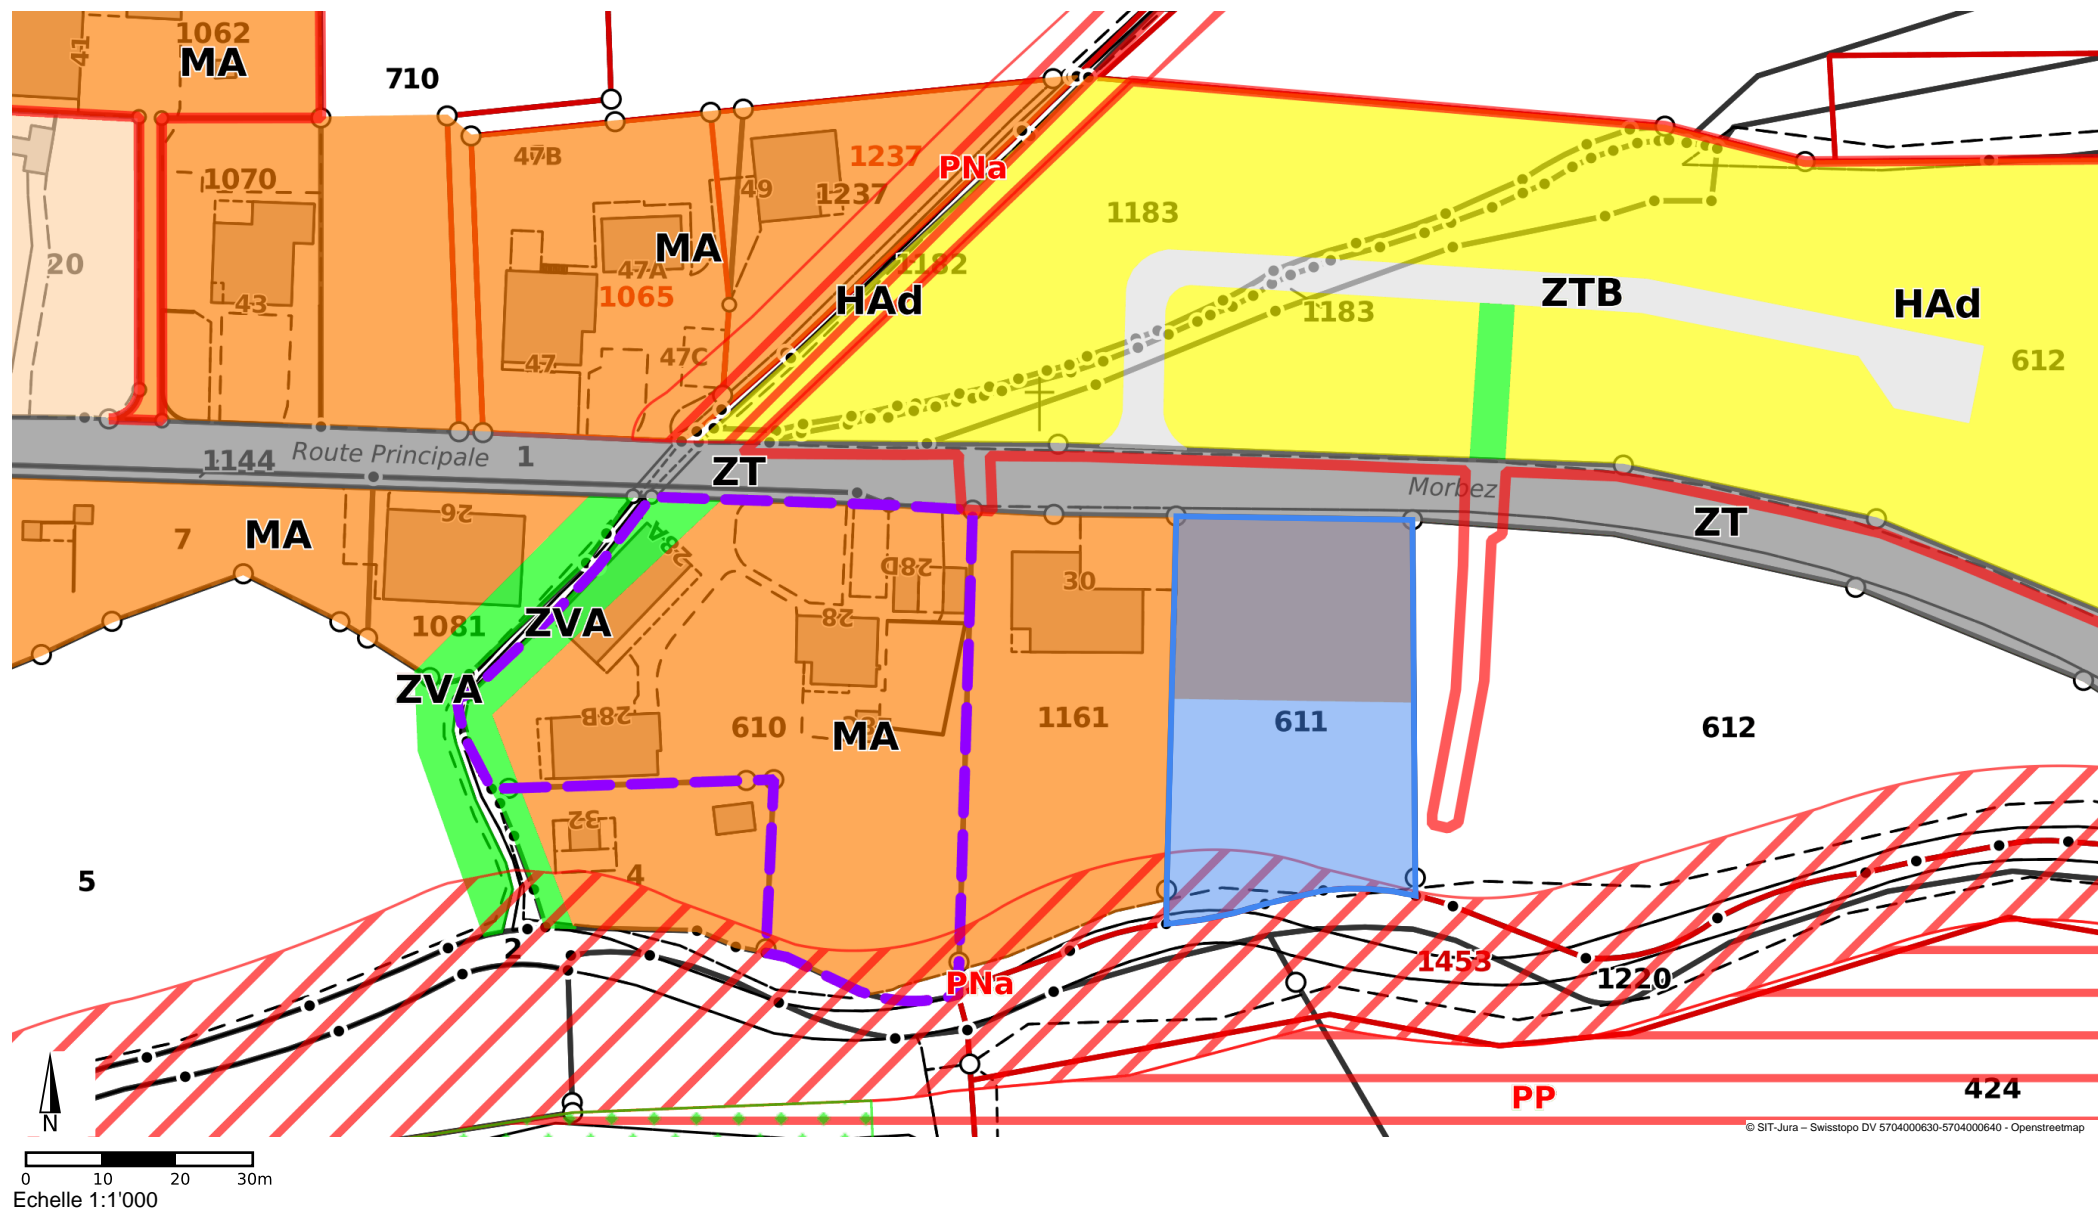 1062
41
MA
710
47B
1237
PNa
1070
49
1237
1183
MA
20
47A
1182
1065
HAd
ZTB
HAd
43
1183
47
47C
612
Route Principale
1
1144
ZT
Morbez
26
ZT
7
MA
28A
28D
30
ZVA
1081
28
ZVA
28B
610
MA
1161
611
612
32
4
5
2
PNa
1453
1220
PP
424
N
© SIT-Jura – Swisstopo DV 5704000630-5704000640 - Openstreetmap
0 10 20 30m
Echelle 1:1'000